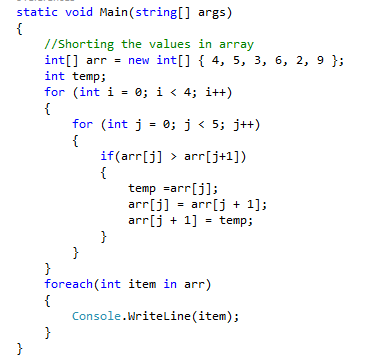 static void Main(string[] args)
{
//Shorting the values in array
int[] arr = new int[] { 4, 5, 3, 6, 2, 9 };
int temp;
for (int i = 0; i < 4; i++)
{
for (int j = 0; j < 5; j++)
{
if(arr[j] > arr[j+1])
{
temp =arr[j];
arr[j] = arr[j + 1];
arr[j + 1] = temp;
}
}
}
foreach(int item in arr)
{
Console.WriteLine(item);
}
}